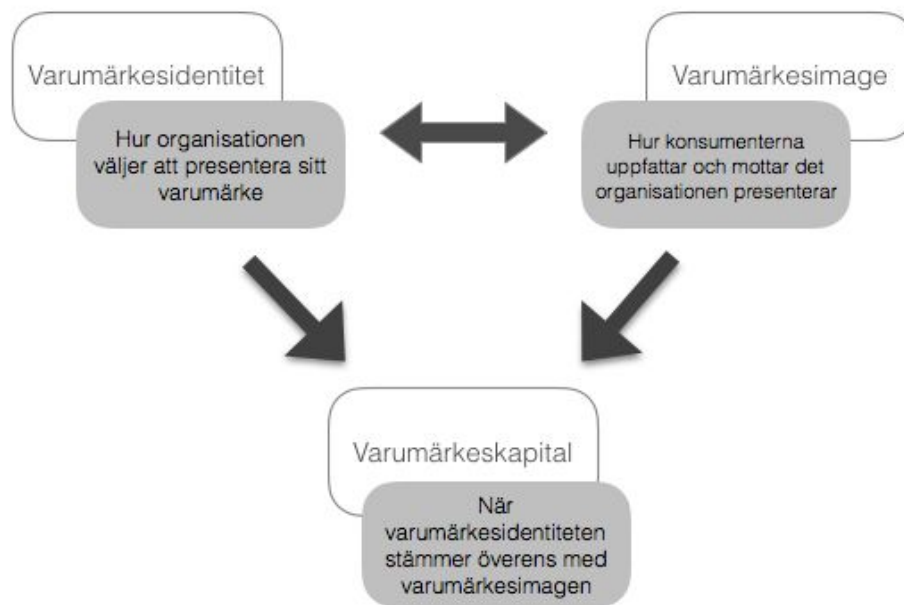 Varumärkesidentitet
Hur organisationen
väljer att presentera sitt
varumärke
Varumärkesimage
Hur konsumenterna
uppfattar och mottar det
organisationen presenterar
Varumärkeskapital
När
varumärkesidentiteten
stämmer överens med
varumärkesimagen